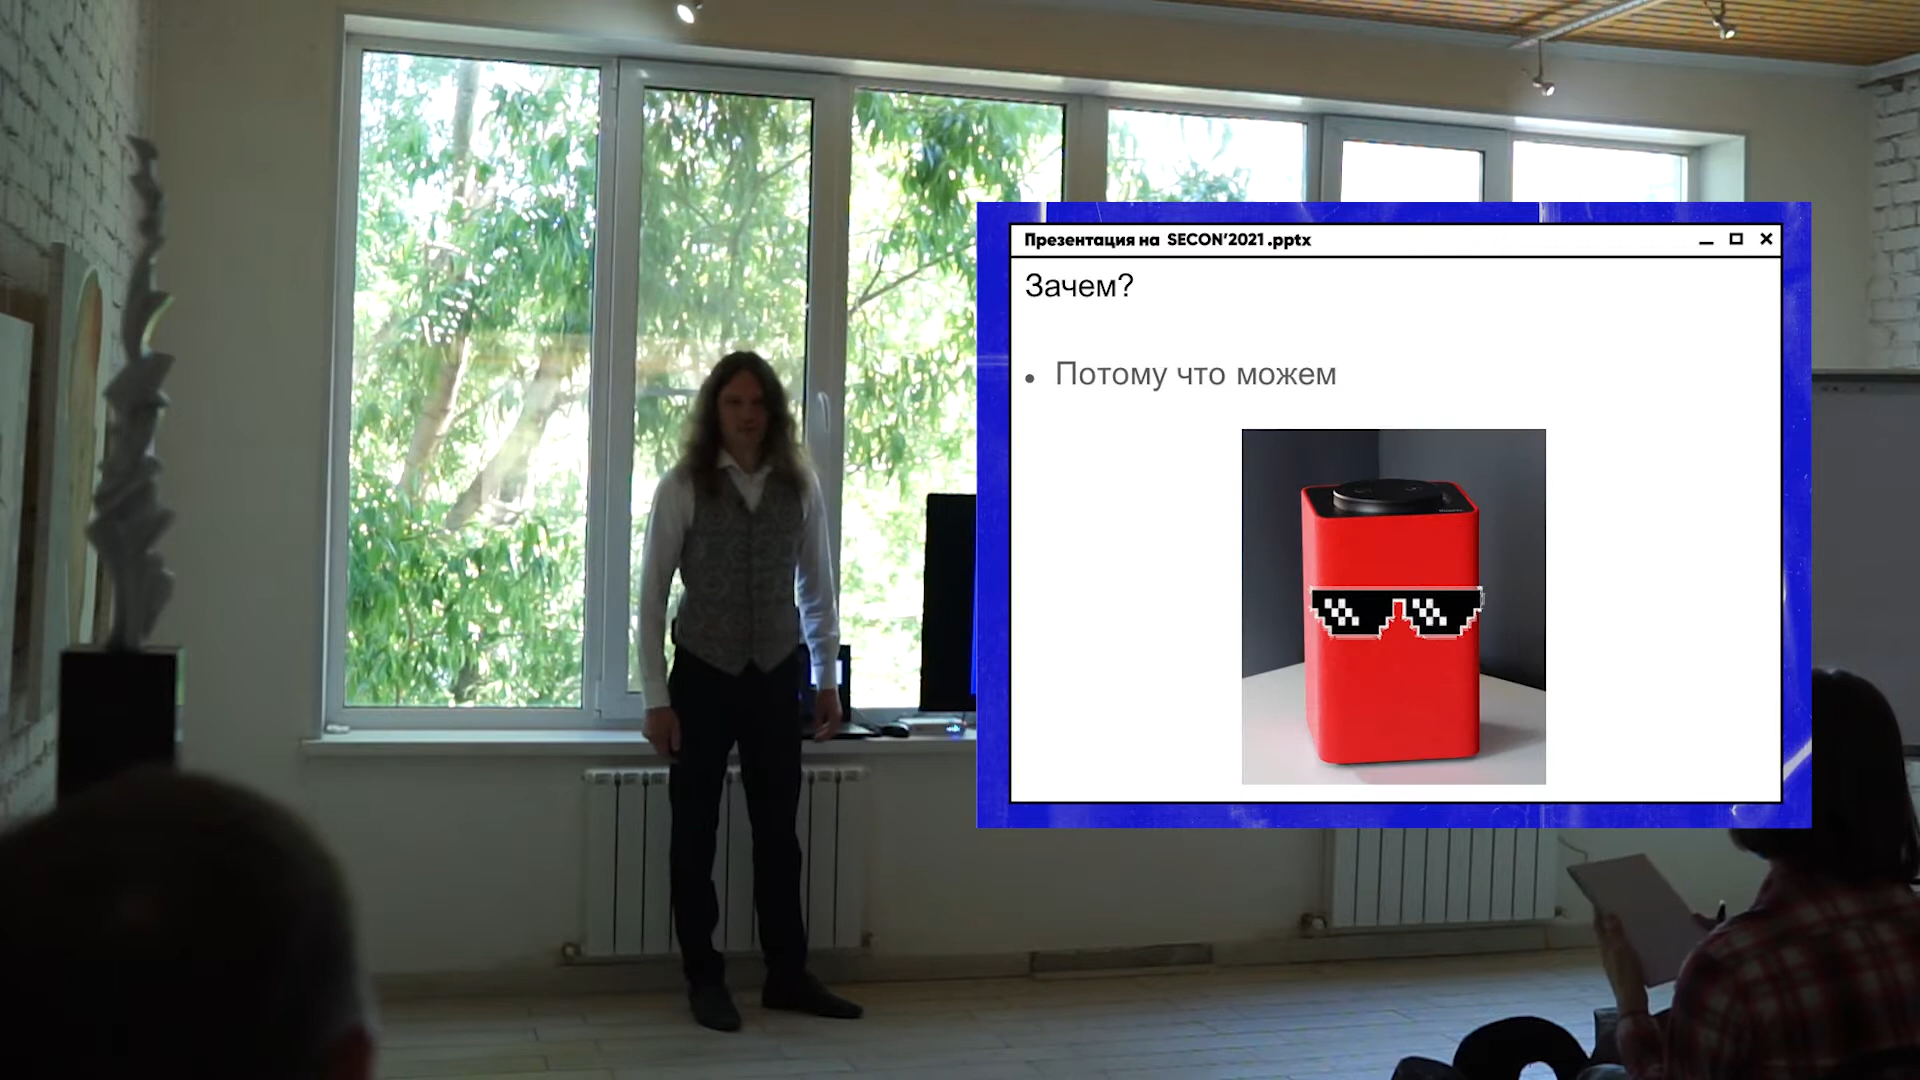 Презентация на SECON’2021.pptx
Зачем?
Потому что можем